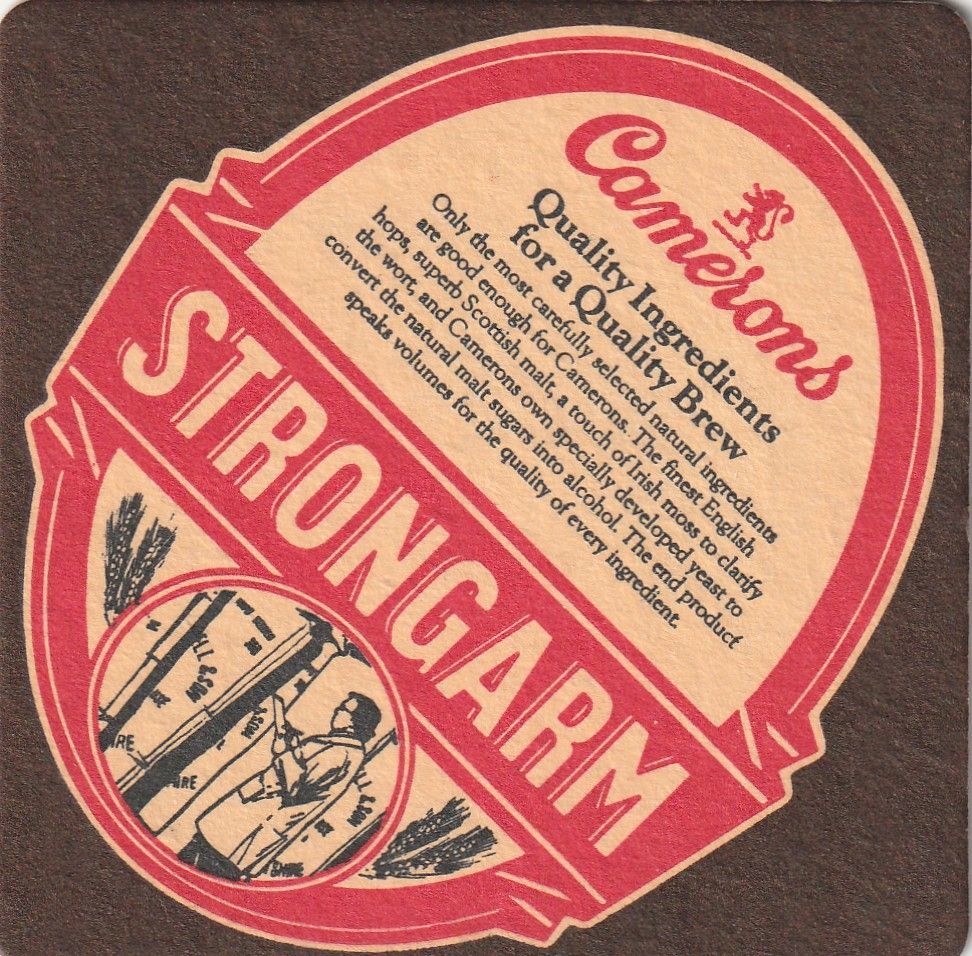 Camerons
Quality Ingredients
for a Quality Brew
Only the most carefully selected natural ingredients
are good enough for Camerons. The finest English
hops, superb Scottish malt, a touch of Irish moss to clarify
the wort, and Camerons own specially developed yeast to
convert the natural malt sugars into alcohol. The end product
speaks volumes for the quality of every ingredient.
STRONGARM